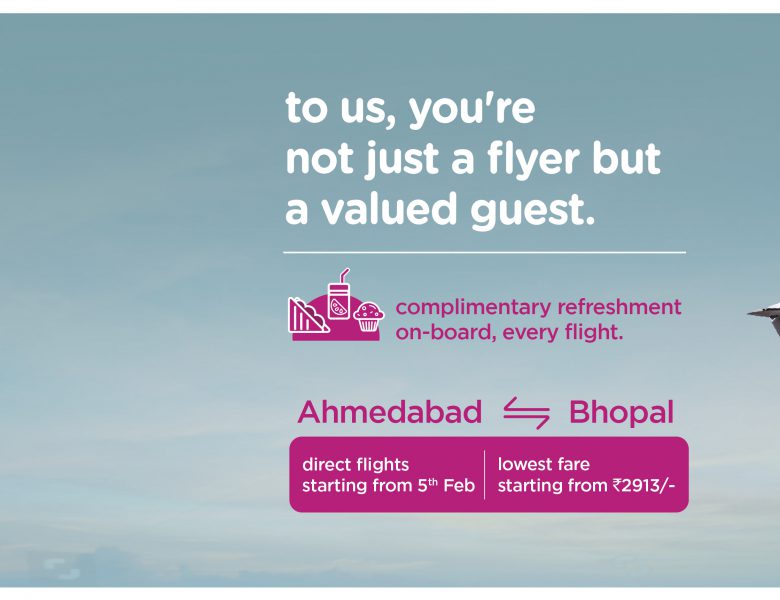 to us, you're
not just a flyer but
a valued guest.
complimentary refreshment
on-board, every flight.
Ahmedabad Bhopal
direct flights
starting from 5th Feb
lowest fare
starting from ₹2913/-